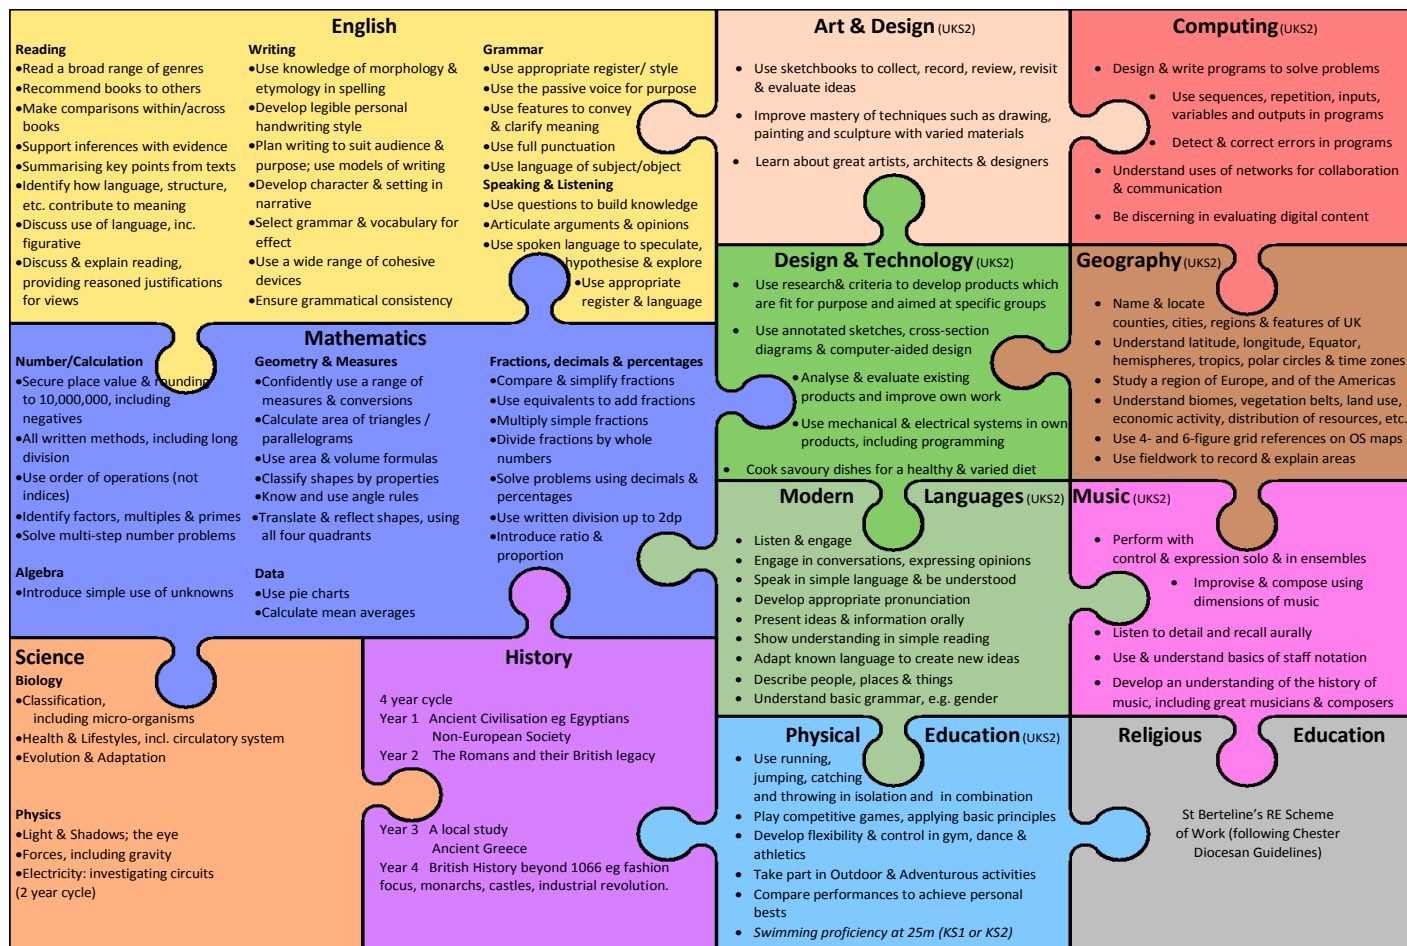 English
Reading
•Read a broad range of genres
•Recommend books to others
•Make comparisons within/across
books
•Support inferences with evidence
•Summarising key points from texts
•Identify how language, structure,
etc. contribute to meaning
•Discuss use of language, inc.
figurative
•Discuss & explain reading,
providing reasoned justifications
for views
Writing
•Use knowledge of morphology &
etymology in spelling
•Develop legible personal
handwriting style
•Plan writing to suit audience &
purpose; use models of writing
•Develop character & setting in
narrative
•Select grammar & vocabulary for
effect
•Use a wide range of cohesive
devices
•Ensure grammatical consistency
Grammar
•Use appropriate register/ style
•Use the passive voice for purpose
•Use features to convey
& clarify meaning
•Use full punctuation
•Use language of subject/object
Speaking & Listening
•Use questions to build knowledge
•Articulate arguments & opinions
•Use spoken language to speculate,
hypothesise & explore
•Use appropriate
register & language
Art & Design (UKS2)
• Use sketchbooks to collect, record, review, revisit
& evaluate ideas
• Improve mastery of techniques such as drawing,
painting and sculpture with varied materials
• Learn about great artists, architects & designers
Computing (UKS2)
• Design & write programs to solve problems
• Use sequences, repetition, inputs,
variables and outputs in programs
• Detect & correct errors in programs
• Understand uses of networks for collaboration
& communication
• Be discerning in evaluating digital content
Design & Technology (UKS2)
• Use research& criteria to develop products which
are fit for purpose and aimed at specific groups
• Use annotated sketches, cross-section
diagrams & computer-aided design
•Analyse & evaluate existing
products and improve own work
•Use mechanical & electrical systems in own
products, including programming
• Cook savoury dishes for a healthy & varied diet
Geography (UKS2)
• Name & locate
counties, cities, regions & features of UK
• Understand latitude, longitude, Equator,
hemispheres, tropics, polar circles & time zones
• Study a region of Europe, and of the Americas
• Understand biomes, vegetation belts, land use,
economic activity, distribution of resources, etc.
• Use 4- and 6-figure grid references on OS maps
• Use fieldwork to record & explain areas
Mathematics
Number/Calculation
•Secure place value & rounding
to 10,000,000, including
negatives
•All written methods, including long
division
•Use order of operations (not
indices)
•Identify factors, multiples & primes
•Solve multi-step number problems
Algebra
•Introduce simple use of unknowns
Geometry & Measures
•Confidently use a range of
measures & conversions
•Calculate area of triangles /
parallelograms
•Use area & volume formulas
•Classify shapes by properties
•Know and use angle rules
•Translate & reflect shapes, using
all four quadrants
Data
•Use pie charts
•Calculate mean averages
Fractions, decimals & percentages
•Compare & simplify fractions
•Use equivalents to add fractions
•Multiply simple fractions
•Divide fractions by whole
numbers
•Solve problems using decimals &
percentages
•Use written division up to 2dp
•Introduce ratio &
proportion
Modern Languages (UKS2)
• Listen & engage
• Engage in conversations, expressing opinions
• Speak in simple language & be understood
• Develop appropriate pronunciation
• Present ideas & information orally
• Show understanding in simple reading
• Adapt known language to create new ideas
• Describe people, places & things
• Understand basic grammar, e.g. gender
Music (UKS2)
• Perform with
control & expression solo & in ensembles
• Improvise & compose using
dimensions of music
• Listen to detail and recall aurally
• Use & understand basics of staff notation
• Develop an understanding of the history of
music, including great musicians & composers
Science
Biology
•Classification,
including micro-organisms
•Health & Lifestyles, incl. circulatory system
•Evolution & Adaptation
Physics
•Light & Shadows; the eye
•Forces, including gravity
•Electricity: investigating circuits
(2 year cycle)
History
4 year cycle
Year 1 Ancient Civilisation eg Egyptians
Non-European Society
Year 2 The Romans and their British legacy
Year 3 A local study
Ancient Greece
Year 4 British History beyond 1066 eg fashion
focus, monarchs, castles, industrial revolution.
Physical Education (UKS2)
• Use running,
jumping, catching
and throwing in isolation and in combination
• Play competitive games, applying basic principles
• Develop flexibility & control in gym, dance &
athletics
• Take part in Outdoor & Adventurous activities
• Compare performances to achieve personal
bests
• Swimming proficiency at 25m (KS1 or KS2)
Religious Education
St Berteline's RE Scheme
of Work (following Chester
Diocesan Guidelines)